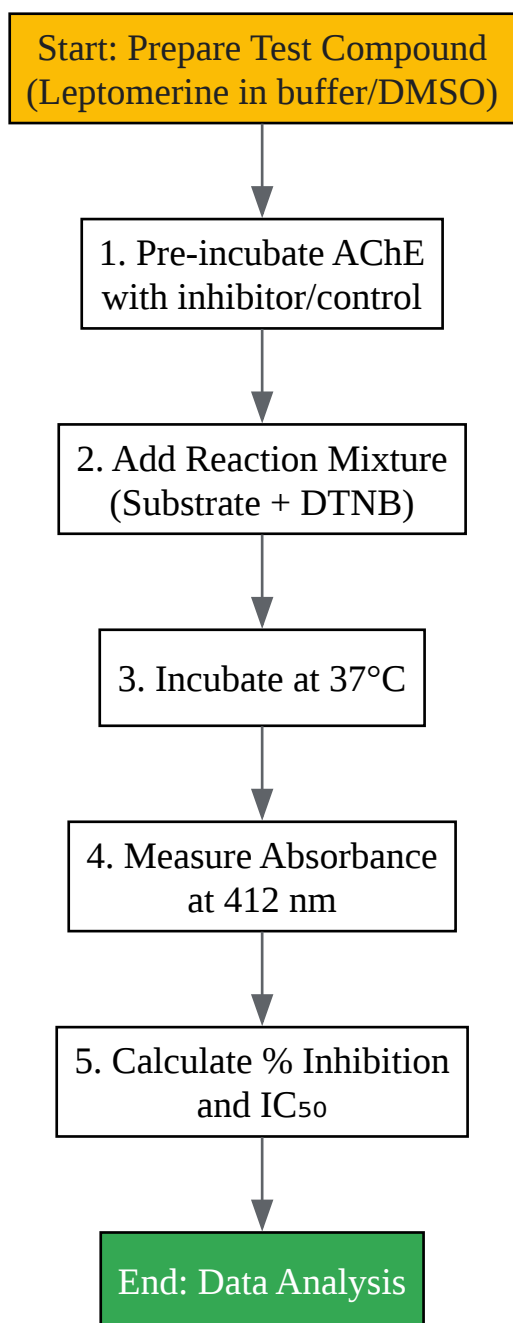 Start: Prepare Test Compound
(Leptomerine in buffer/DMSO)
1. Pre-incubate AChE
with inhibitor/control
2. Add Reaction Mixture
(Substrate + DTNB)
3. Incubate at 37°C
4. Measure Absorbance
at 412 nm
5. Calculate % Inhibition
and IC₅₀
End: Data Analysis